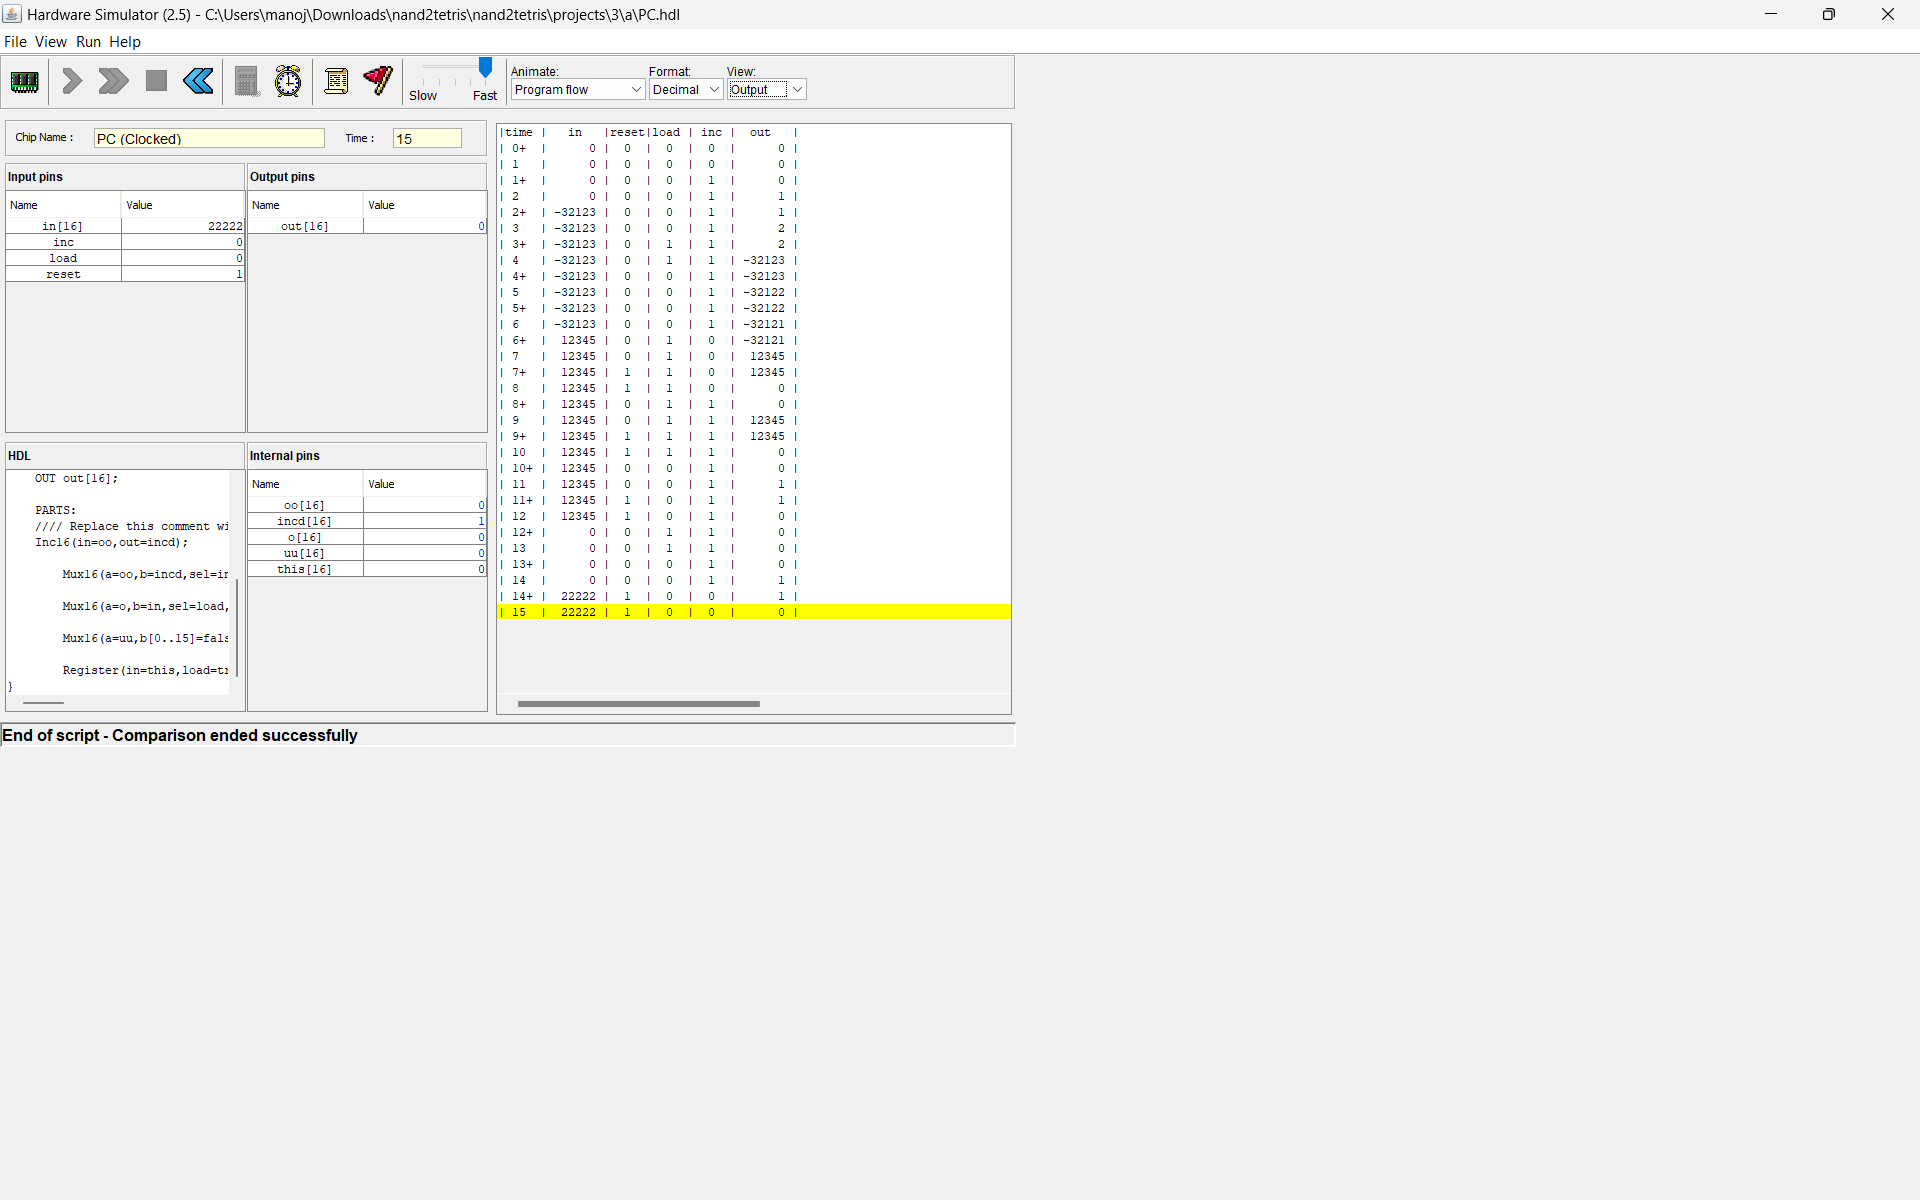 Hardware Simulator (2.5) - C:\Users\manoj\Downloads\nand2tetris\nand2tetris\projects\3\a\PC.hdl
File View Run Help
Slow Fast
Animate: Format: View:
Program flow Decimal Output
Chip Name : PC (Clocked) Time : 15
Input pins
Name Value
in[16] 22222
inc 0
load 0
reset 1
Output pins
Name Value
out[16] 0
HDL
OUT out[16];
PARTS:
//// Replace this comment wi
Inc16(in=oo,out=incd);
Mux16(a=oo,b=incd,sel=in
Mux16(a=o,b=in,sel=load,
Mux16(a=uu,b[0..15]=fals
Register(in=this,load=tr
}
Internal pins
Name Value
oo[16] 0
incd[16] 1
o[16] 0
uu[16] 0
this[16] 0
|time | in |reset|load | inc | out |
| 0+ | 0 | 0 | 0 | 0 | 0 |
| 1 | 0 | 0 | 0 | 0 | 0 |
| 1+ | 0 | 0 | 0 | 1 | 0 |
| 2 | 0 | 0 | 0 | 1 | 1 |
| 2+ | -32123 | 0 | 0 | 1 | 1 |
| 3 | -32123 | 0 | 0 | 1 | 2 |
| 3+ | -32123 | 0 | 1 | 1 | 2 |
| 4 | -32123 | 0 | 1 | 1 | -32123 |
| 4+ | -32123 | 0 | 0 | 1 | -32123 |
| 5 | -32123 | 0 | 0 | 1 | -32122 |
| 5+ | -32123 | 0 | 0 | 1 | -32122 |
| 6 | -32123 | 0 | 0 | 1 | -32121 |
| 6+ | 12345 | 0 | 1 | 0 | -32121 |
| 7 | 12345 | 0 | 1 | 0 | 12345 |
| 7+ | 12345 | 1 | 1 | 0 | 12345 |
| 8 | 12345 | 1 | 1 | 0 | 0 |
| 8+ | 12345 | 0 | 1 | 1 | 0 |
| 9 | 12345 | 0 | 1 | 1 | 12345 |
| 9+ | 12345 | 1 | 1 | 1 | 12345 |
| 10 | 12345 | 1 | 1 | 1 | 0 |
| 10+ | 12345 | 0 | 0 | 1 | 0 |
| 11 | 12345 | 0 | 0 | 1 | 1 |
| 11+ | 12345 | 1 | 0 | 1 | 1 |
| 12 | 12345 | 1 | 0 | 1 | 0 |
| 12+ | 0 | 0 | 1 | 1 | 0 |
| 13 | 0 | 0 | 1 | 1 | 0 |
| 13+ | 0 | 0 | 0 | 1 | 0 |
| 14 | 0 | 0 | 0 | 1 | 1 |
| 14+ | 22222 | 1 | 0 | 0 | 1 |
| 15 | 22222 | 1 | 0 | 0 | 0 |
End of script - Comparison ended successfully